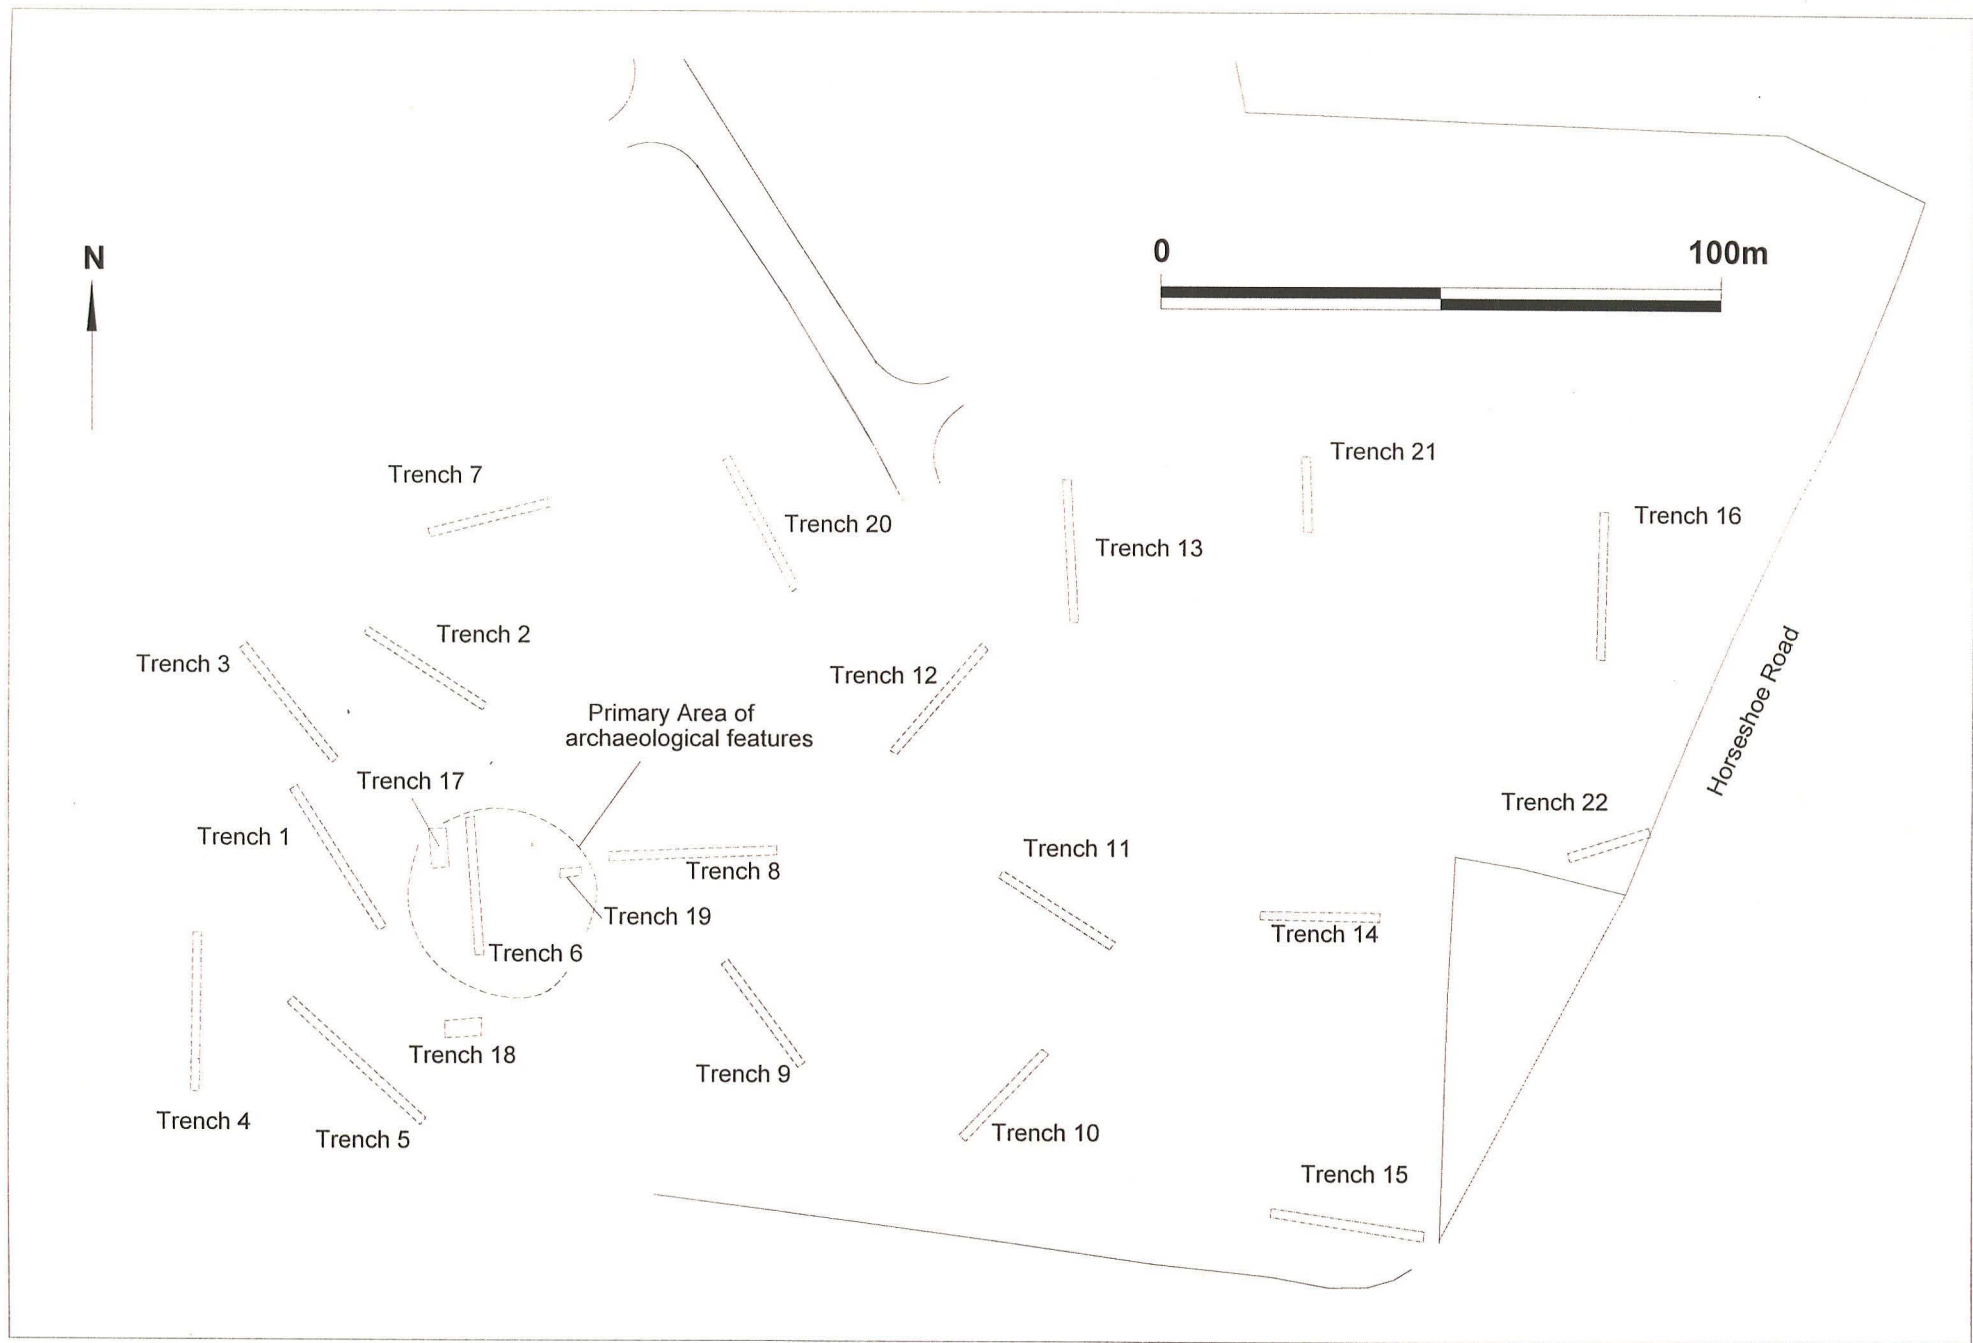 N
0
100m
Trench 7
Trench 20
Trench 21
Trench 13
Trench 16
Trench 3
Trench 2
Trench 12
Horseshoe Road
Primary Area of
archaeological features
Trench 17
Trench 1
Trench 22
Trench 8
Trench 11
Trench 19
Trench 14
Trench 6
Trench 18
Trench 9
Trench 4
Trench 5
Trench 10
Trench 15